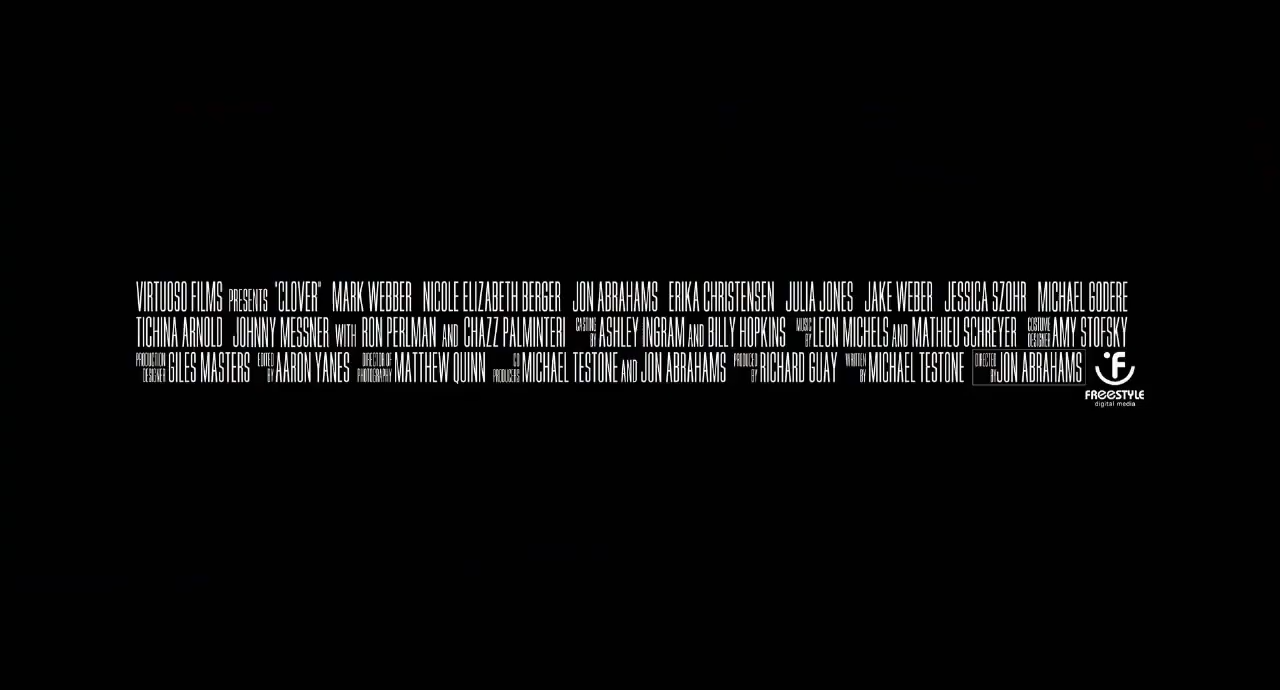 VIRTUOSO FILMS PRESENTS "CLOVER" MARK WEBBER NICOLE ELIZABETH BERGER JON ABRAHAMS ERIKA CHRISTENSEN JULIA JONES JAKE WEBER JESSICA SZOHR MICHAEL GODERE
TICHINA ARNOLD JOHNNY MESSNER WITH RON PERLMAN AND CHAZZ PALMINTERI CASTING BY ASHLEY INGRAM AND BILLY HOPKINS MUSIC BY LEON MICHELS AND MATHIEU SCHREYER COSTUME DESIGNER AMY STOFSKY
PRODUCTION DESIGNER GILES MASTERS EDITED BY AARON YANES DIRECTOR OF PHOTOGRAPHY MATTHEW QUINN CO PRODUCERS MICHAEL TESTONE AND JON ABRAHAMS PRODUCED BY RICHARD GUAY WRITTEN BY MICHAEL TESTONE DIRECTED BY JON ABRAHAMS
FREESTYLE
digital media